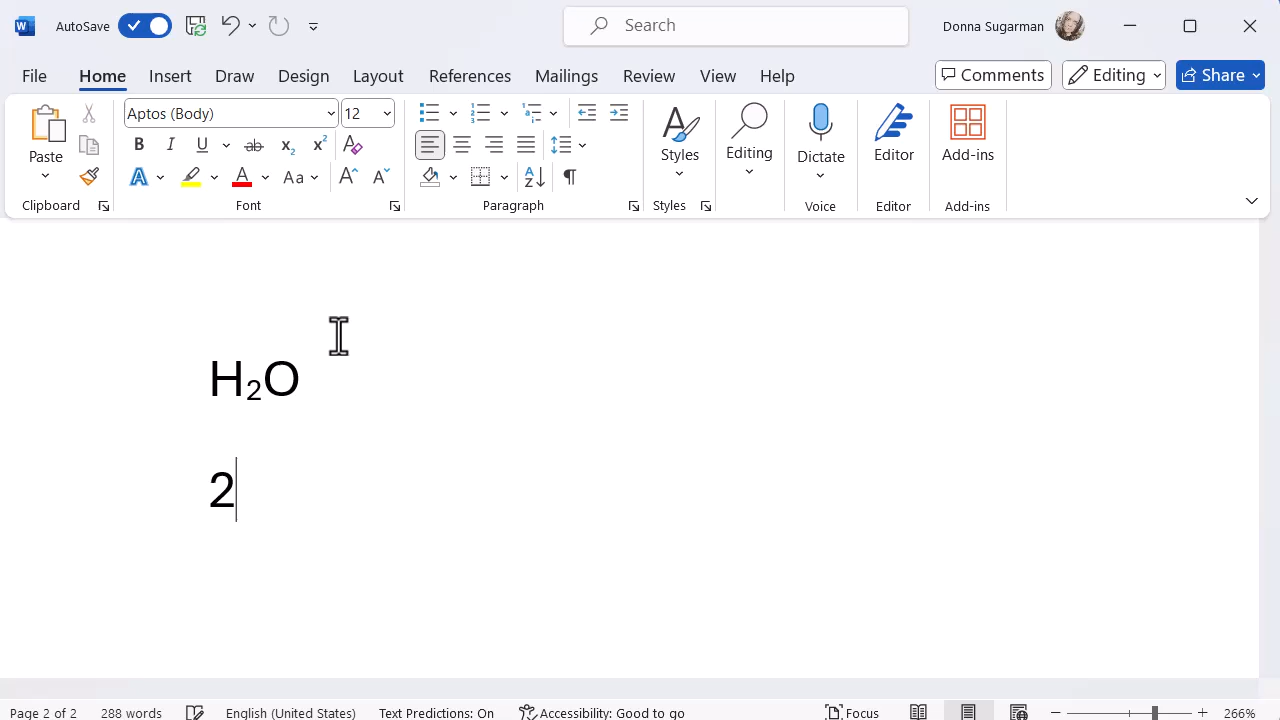 W AutoSave Search Donna Sugarman
File Home Insert Draw Design Layout References Mailings Review View Help Comments Editing Share
Paste
Clipboard
Aptos (Body) 12
B I U ab x₂ x²
A A Aa A A
Font
A Z ¶
Paragraph
Styles
Styles
Editing
Dictate
Voice
Editor
Editor
Add-ins
Add-ins
H₂O
2
Page 2 of 2 288 words English (United States) Text Predictions: On Accessibility: Good to go Focus 266%